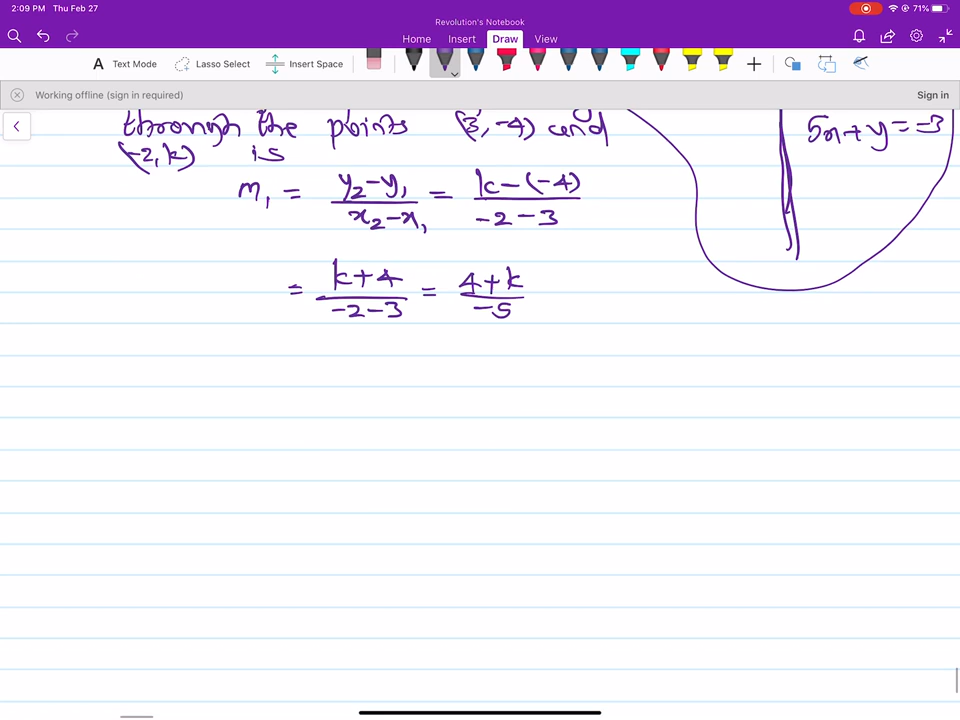 2:09 PM Thu Feb 27
71%
Revolution's Notebook
Home Insert Draw View
A Text Mode Lasso Select Insert Space
Working offline (sign in required) Sign in
through the points (3, -4) and
(-2, k) is
5x + y = -3
m₁ = y₂-y₁ / x₂-x₁ = k-(-4) / -2-3
= k+4 / -2-3 = 4+k / -5